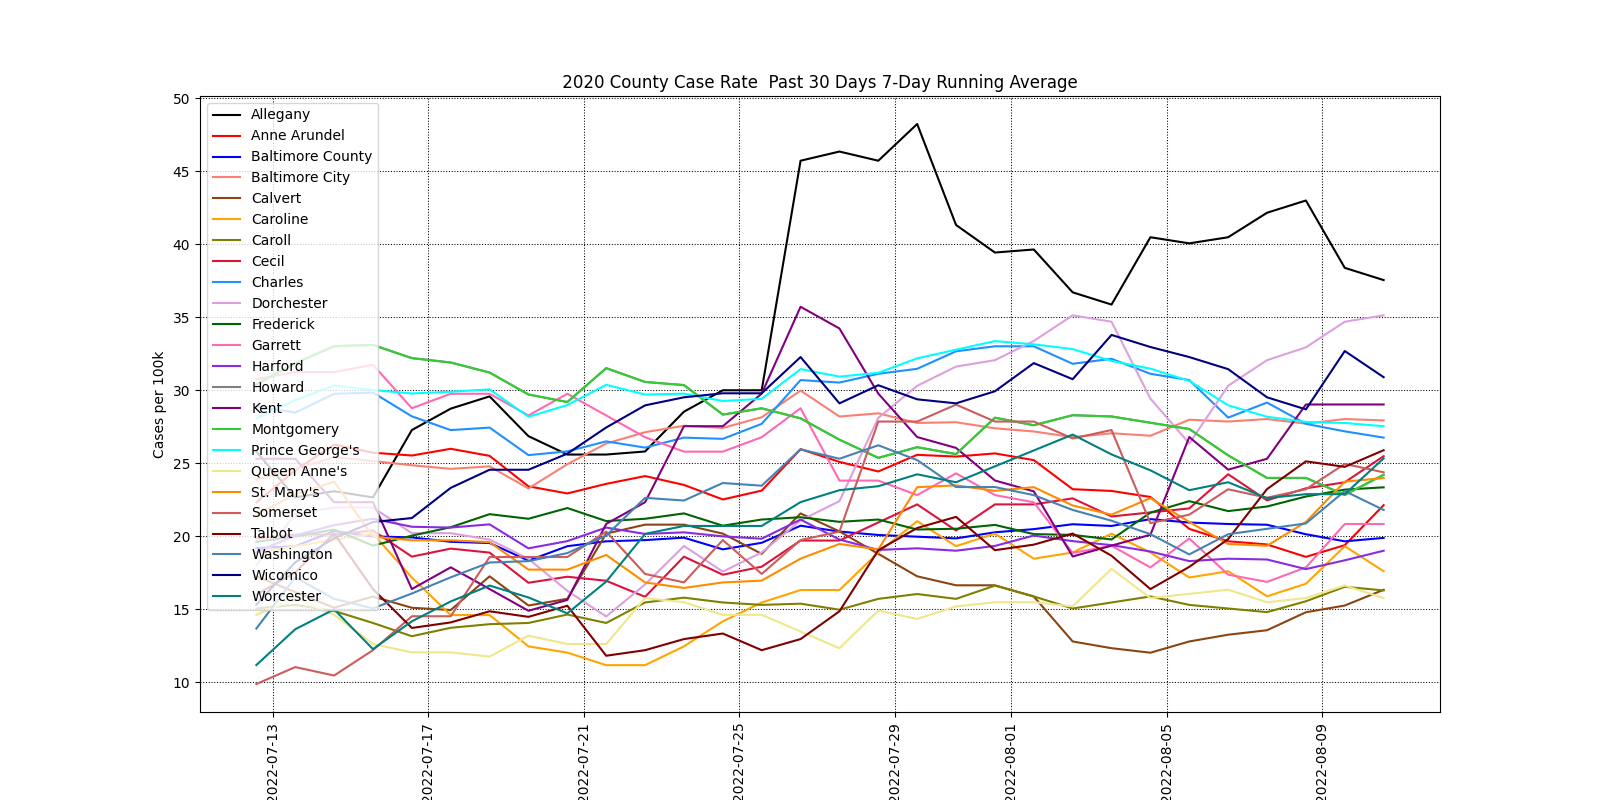 2020 County Case Rate  Past 30 Days 7-Day Running Average
50
45
40
35
30
25
20
15
10
Cases per 100k
Allegany
Anne Arundel
Baltimore County
Baltimore City
Calvert
Caroline
Caroll
Cecil
Charles
Dorchester
Frederick
Garrett
Harford
Howard
Kent
Montgomery
Prince George's
Queen Anne's
St. Mary's
Somerset
Talbot
Washington
Wicomico
Worcester
2022-07-13
2022-07-17
2022-07-21
2022-07-25
2022-07-29
2022-08-01
2022-08-05
2022-08-09